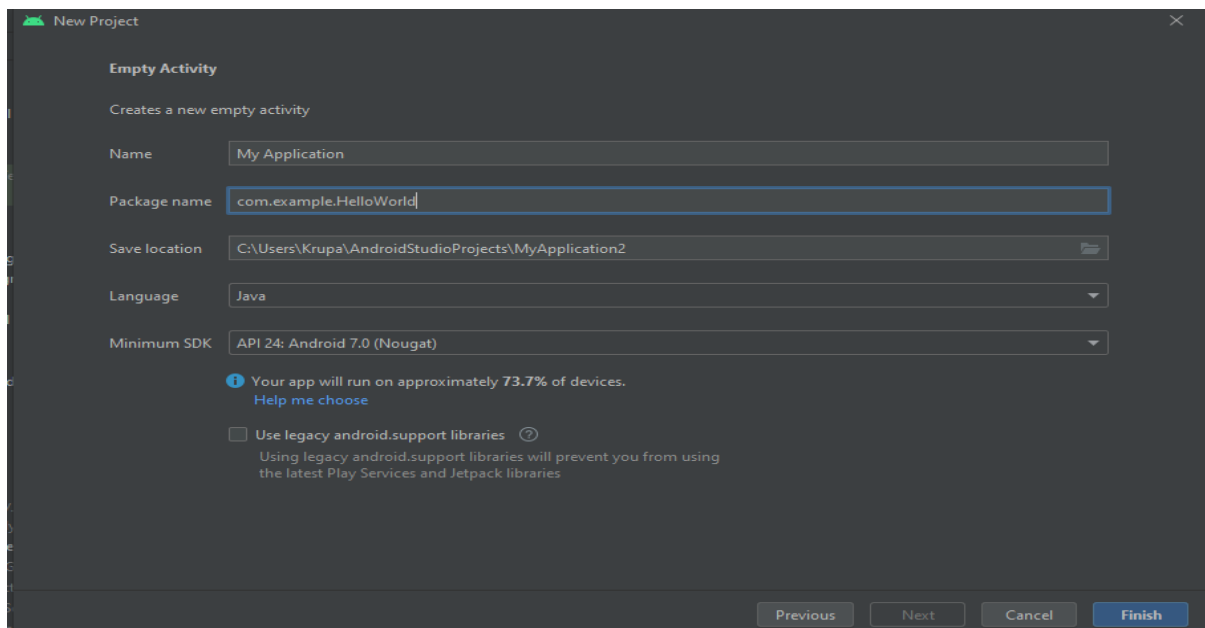 New Project
Empty Activity
Creates a new empty activity
Name My Application
Package name com.example.HelloWorld
Save location C:\Users\Krupa\AndroidStudioProjects\MyApplication2
Language Java
Minimum SDK API 24: Android 7.0 (Nougat)
Your app will run on approximately 73.7% of devices.
Help me choose
Use legacy android.support libraries ?
Using legacy android.support libraries will prevent you from using
the latest Play Services and Jetpack libraries
Previous Next Cancel Finish